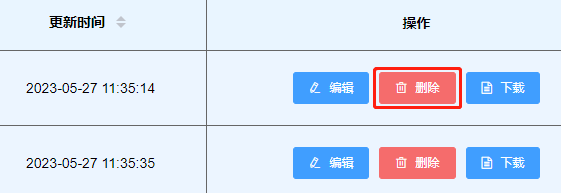 更新时间 操作
2023-05-27 11:35:14 编辑 删除 下载
2023-05-27 11:35:35 编辑 删除 下载